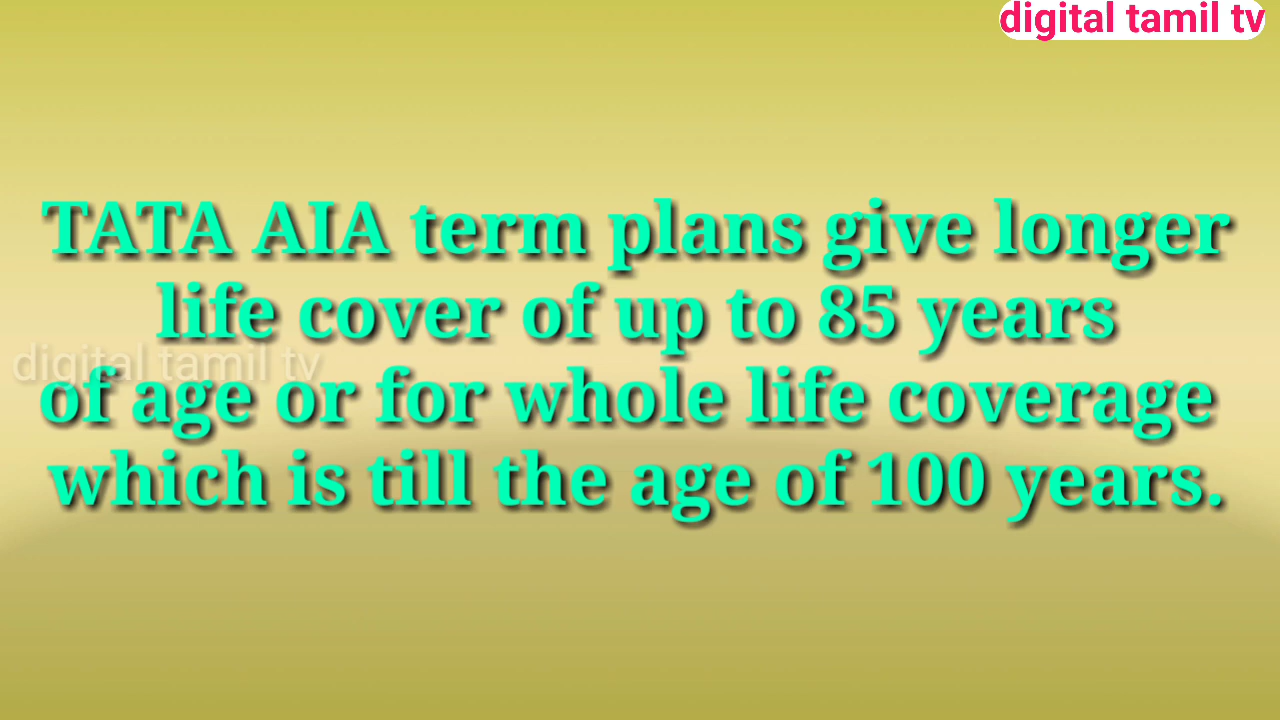 digital tamil tv
TATA AIA term plans give longer
life cover of up to 85 years
digital tamil tv
of age or for whole life coverage
which is till the age of 100 years.